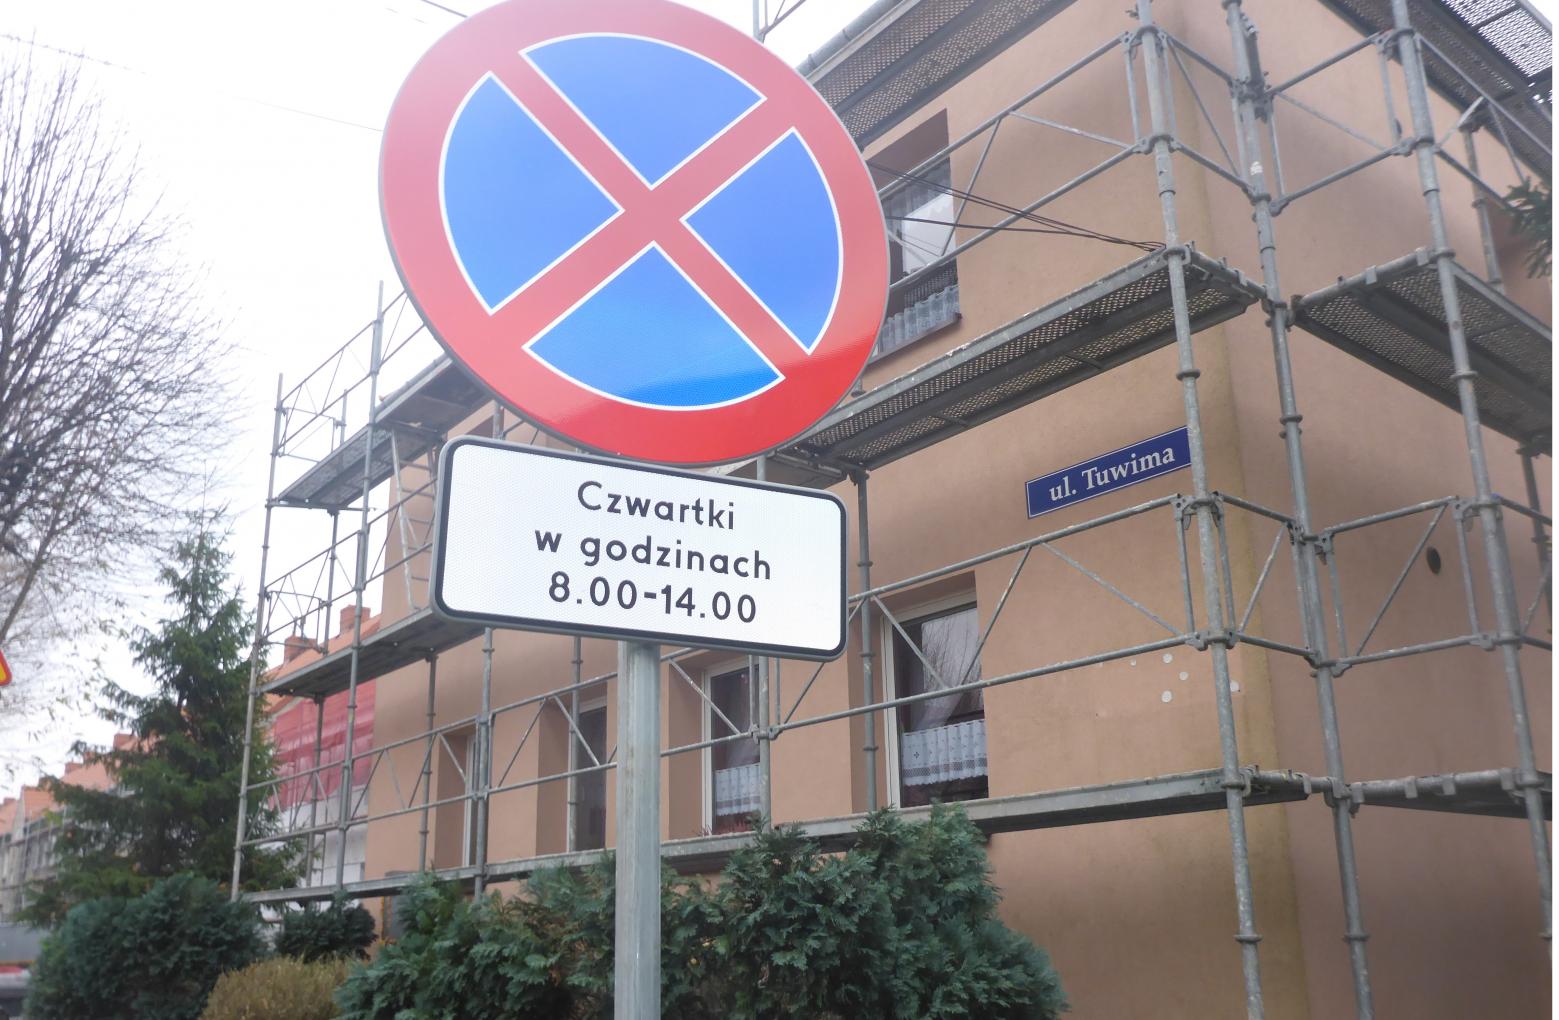 Czwartki
w godzinach
8.00-14.00
ul. Tuwima